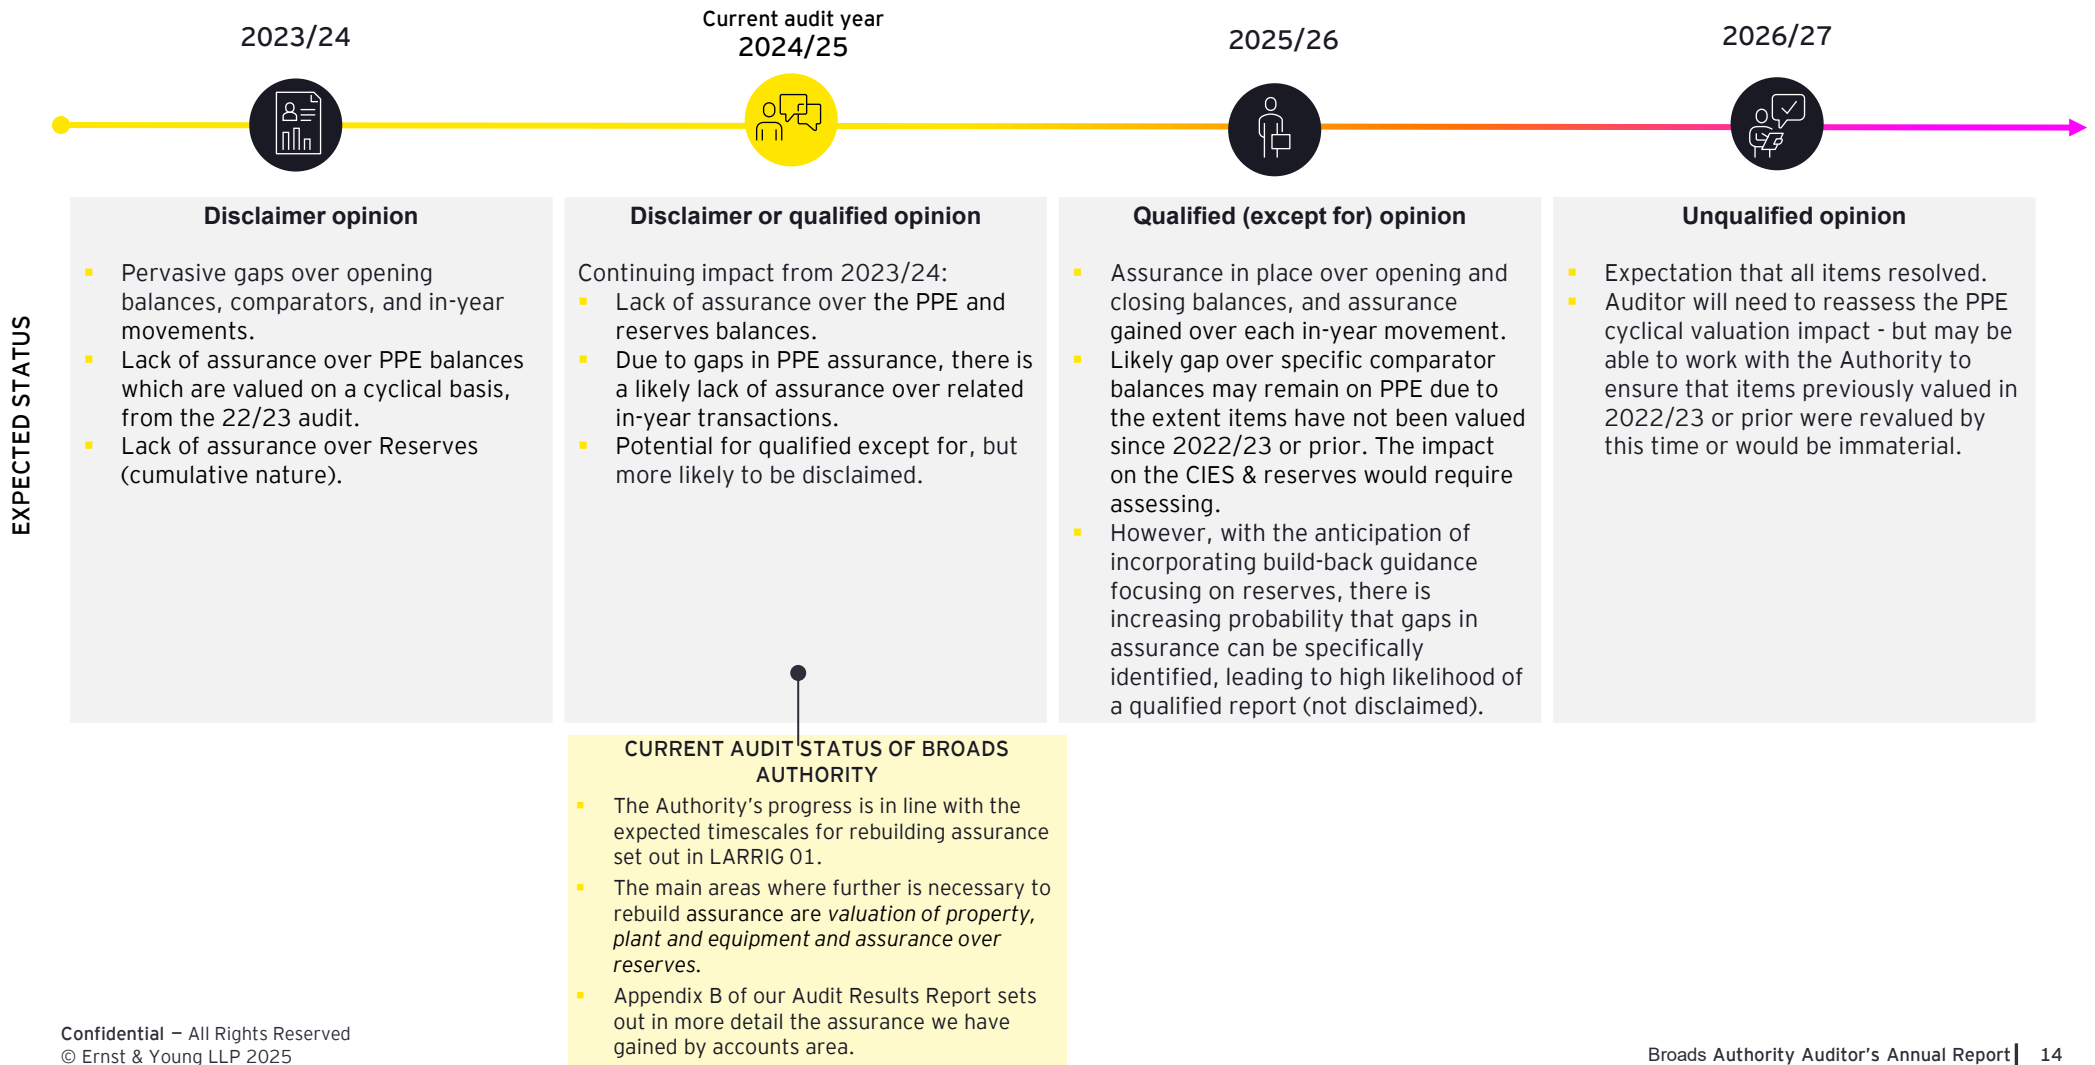 2023/24
Current audit year
2024/25
2025/26
2026/27
EXPECTED STATUS
Disclaimer opinion
▪ Pervasive gaps over opening
balances, comparators, and in-year
movements.
▪ Lack of assurance over PPE balances
which are valued on a cyclical basis,
from the 22/23 audit.
▪ Lack of assurance over Reserves
(cumulative nature).
Disclaimer or qualified opinion
Continuing impact from 2023/24:
▪ Lack of assurance over the PPE and
reserves balances.
▪ Due to gaps in PPE assurance, there is
a likely lack of assurance over related
in-year transactions.
▪ Potential for qualified except for, but
more likely to be disclaimed.
Qualified (except for) opinion
▪ Assurance in place over opening and
closing balances, and assurance
gained over each in-year movement.
▪ Likely gap over specific comparator
balances may remain on PPE due to
the extent items have not been valued
since 2022/23 or prior. The impact
on the CIES & reserves would require
assessing.
▪ However, with the anticipation of
incorporating build-back guidance
focusing on reserves, there is
increasing probability that gaps in
assurance can be specifically
identified, leading to high likelihood of
a qualified report (not disclaimed).
Unqualified opinion
▪ Expectation that all items resolved.
▪ Auditor will need to reassess the PPE
cyclical valuation impact - but may be
able to work with the Authority to
ensure that items previously valued in
2022/23 or prior were revalued by
this time or would be immaterial.
CURRENT AUDIT STATUS OF BROADS
AUTHORITY
▪ The Authority's progress is in line with the
expected timescales for rebuilding assurance
set out in LARRIG 01.
▪ The main areas where further is necessary to
rebuild assurance are valuation of property,
plant and equipment and assurance over
reserves.
▪ Appendix B of our Audit Results Report sets
out in more detail the assurance we have
gained by accounts area.
Confidential — All Rights Reserved
© Ernst & Young LLP 2025
Broads Authority Auditor's Annual Report 14